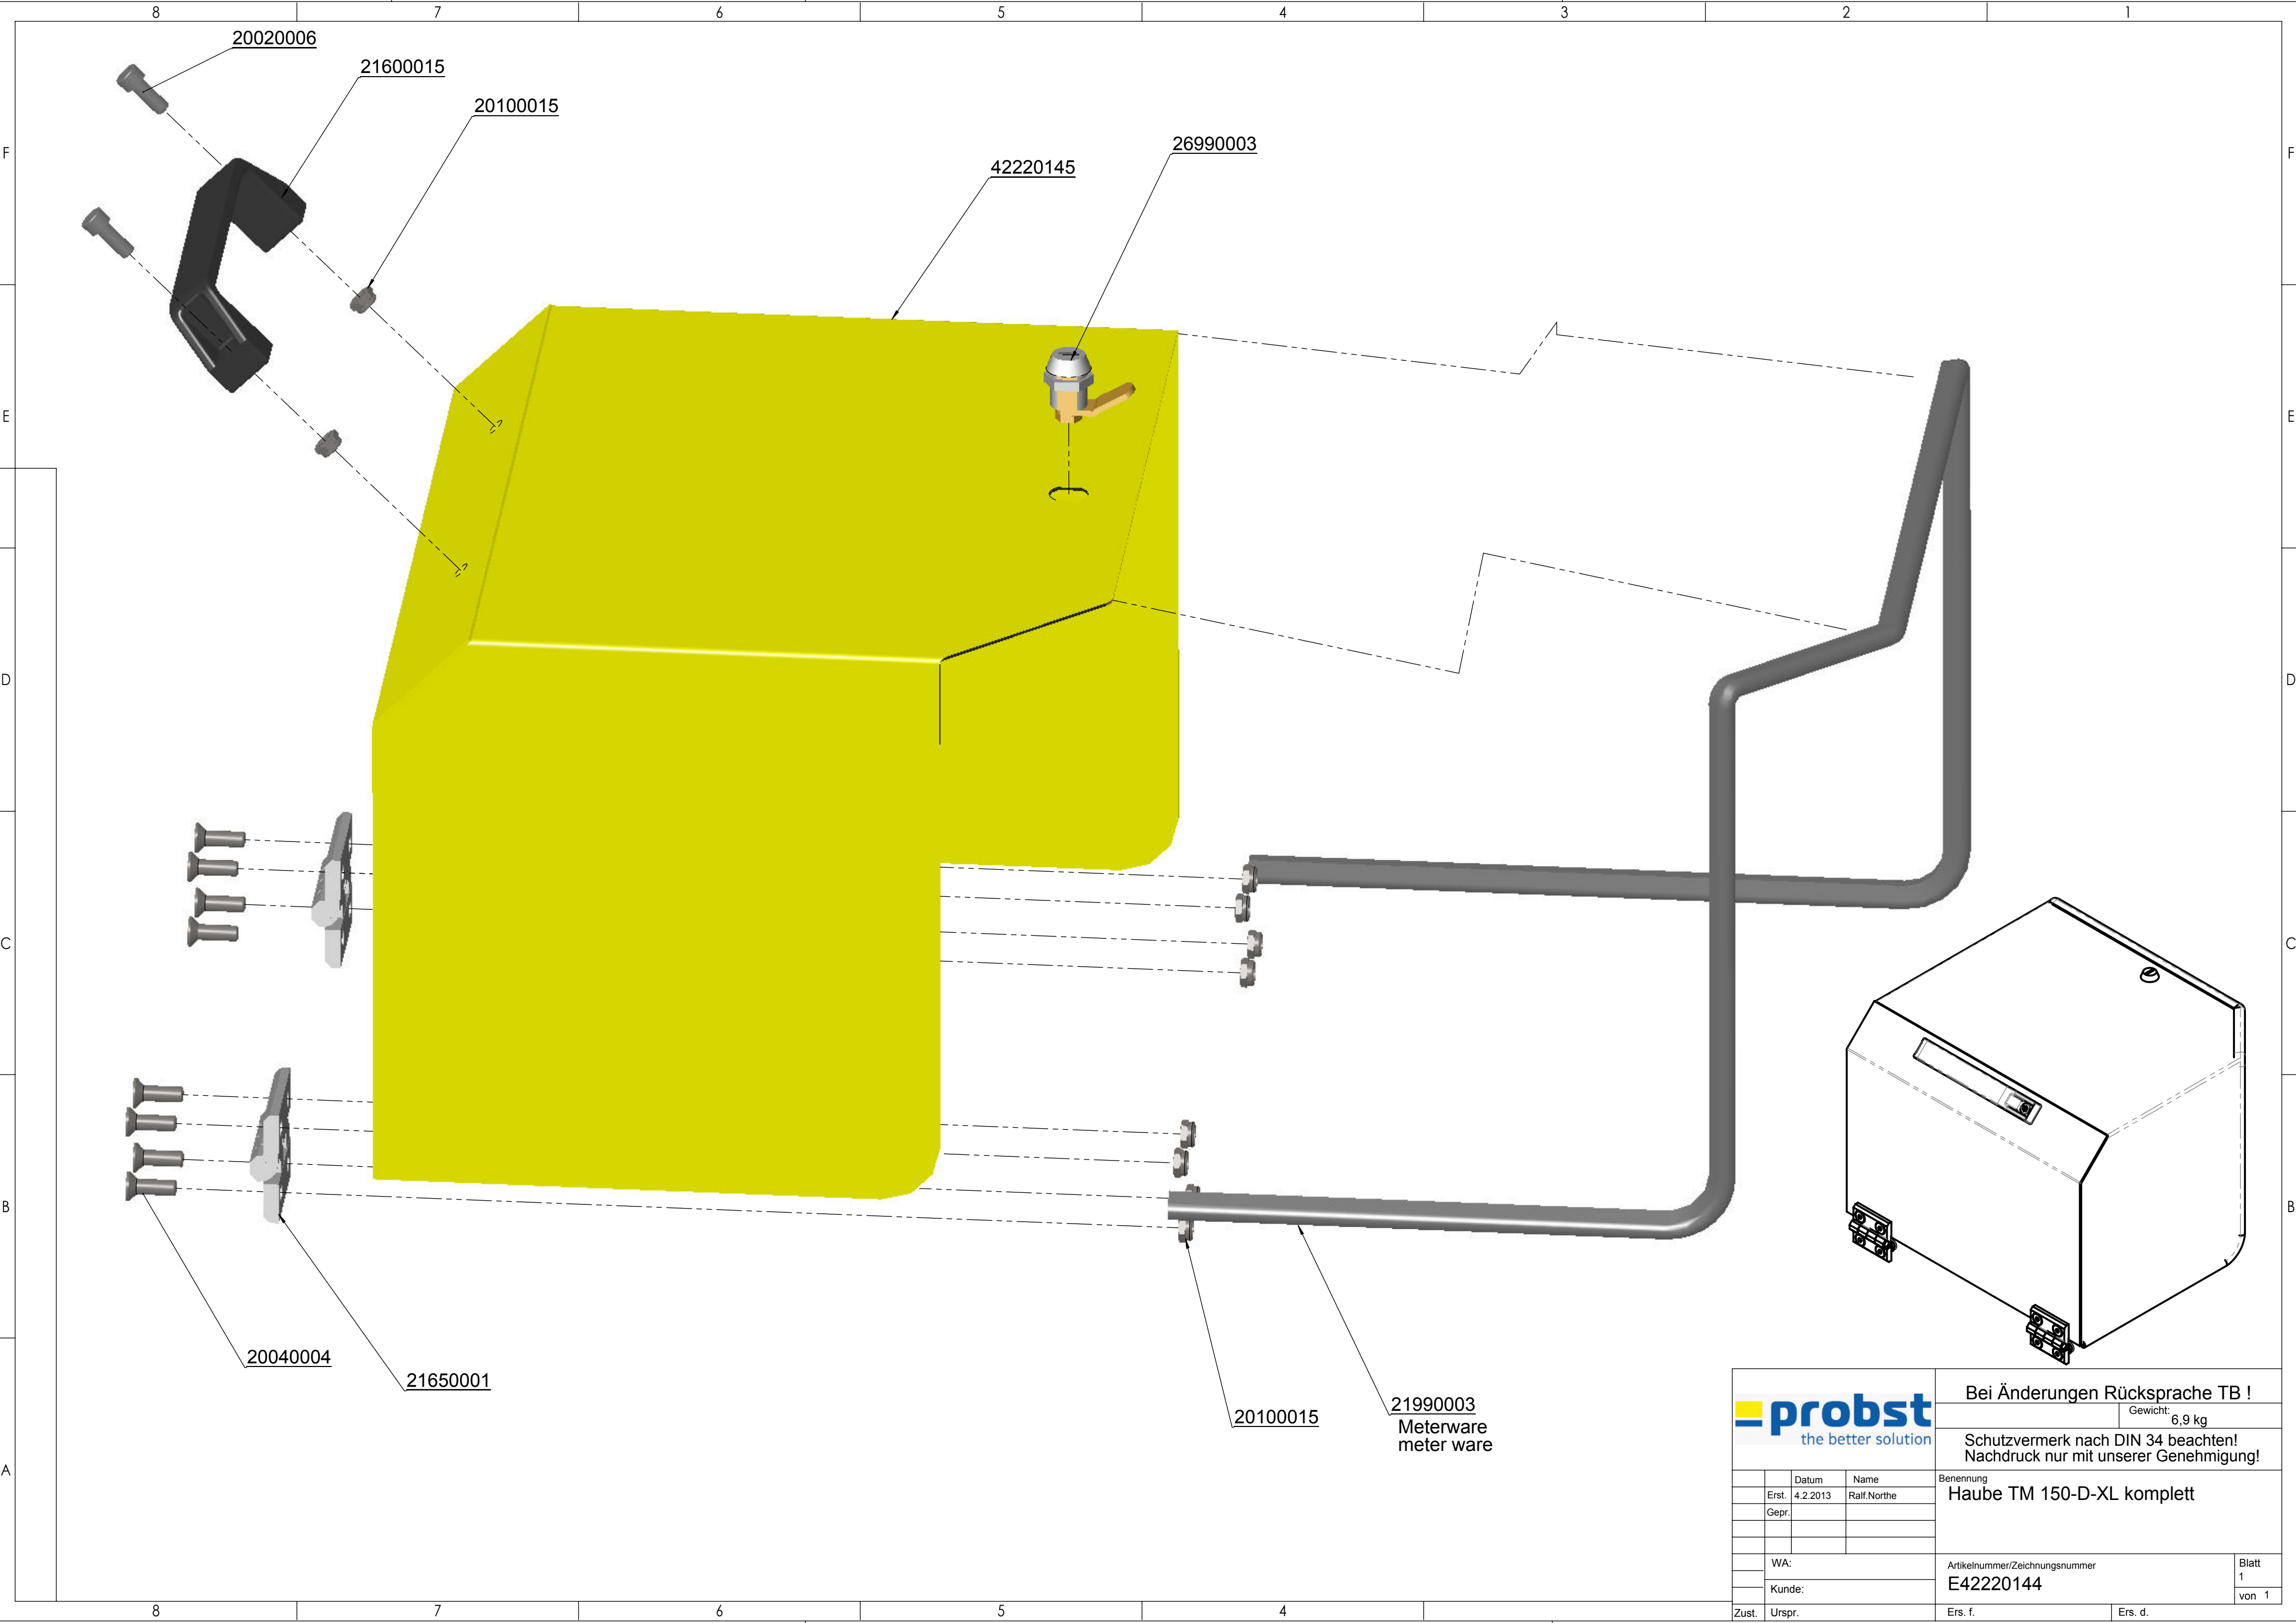 8 7 6 5 4 3 2 1
20020006
21600015
20100015
26990003
42220145
F F
E E
D D
C C
B B
A
20040004
21650001
20100015
21990003
Meterware
meter ware
probst
the better solution
Bei Änderungen Rücksprache TB !
Gewicht:
6,9 kg
Schutzvermerk nach DIN 34 beachten!
Nachdruck nur mit unserer Genehmigung!
Datum Name
Erst. 4.2.2013 Ralf.Northe
Gepr.
Benennung
Haube TM 150-D-XL komplett
WA:
Kunde:
Artikelnummer/Zeichnungsnummer
E42220144
Blatt
1
von 1
Zust. Urspr. Ers. f. Ers. d.
8 7 6 5 4